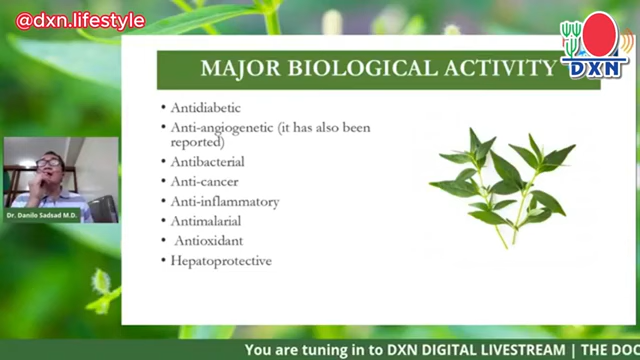 @dxn.lifestyle
DXN
MAJOR BIOLOGICAL ACTIVITY
• Antidiabetic
• Anti-angiogenetic (it has also been
reported)
• Antibacterial
• Anti-cancer
• Anti-inflammatory
• Antimalarial
• Antioxidant
• Hepatoprotective
Dr. Danilo Sadsad M.D.
You are tuning in to DXN DIGITAL LIVESTREAM | THE DOC